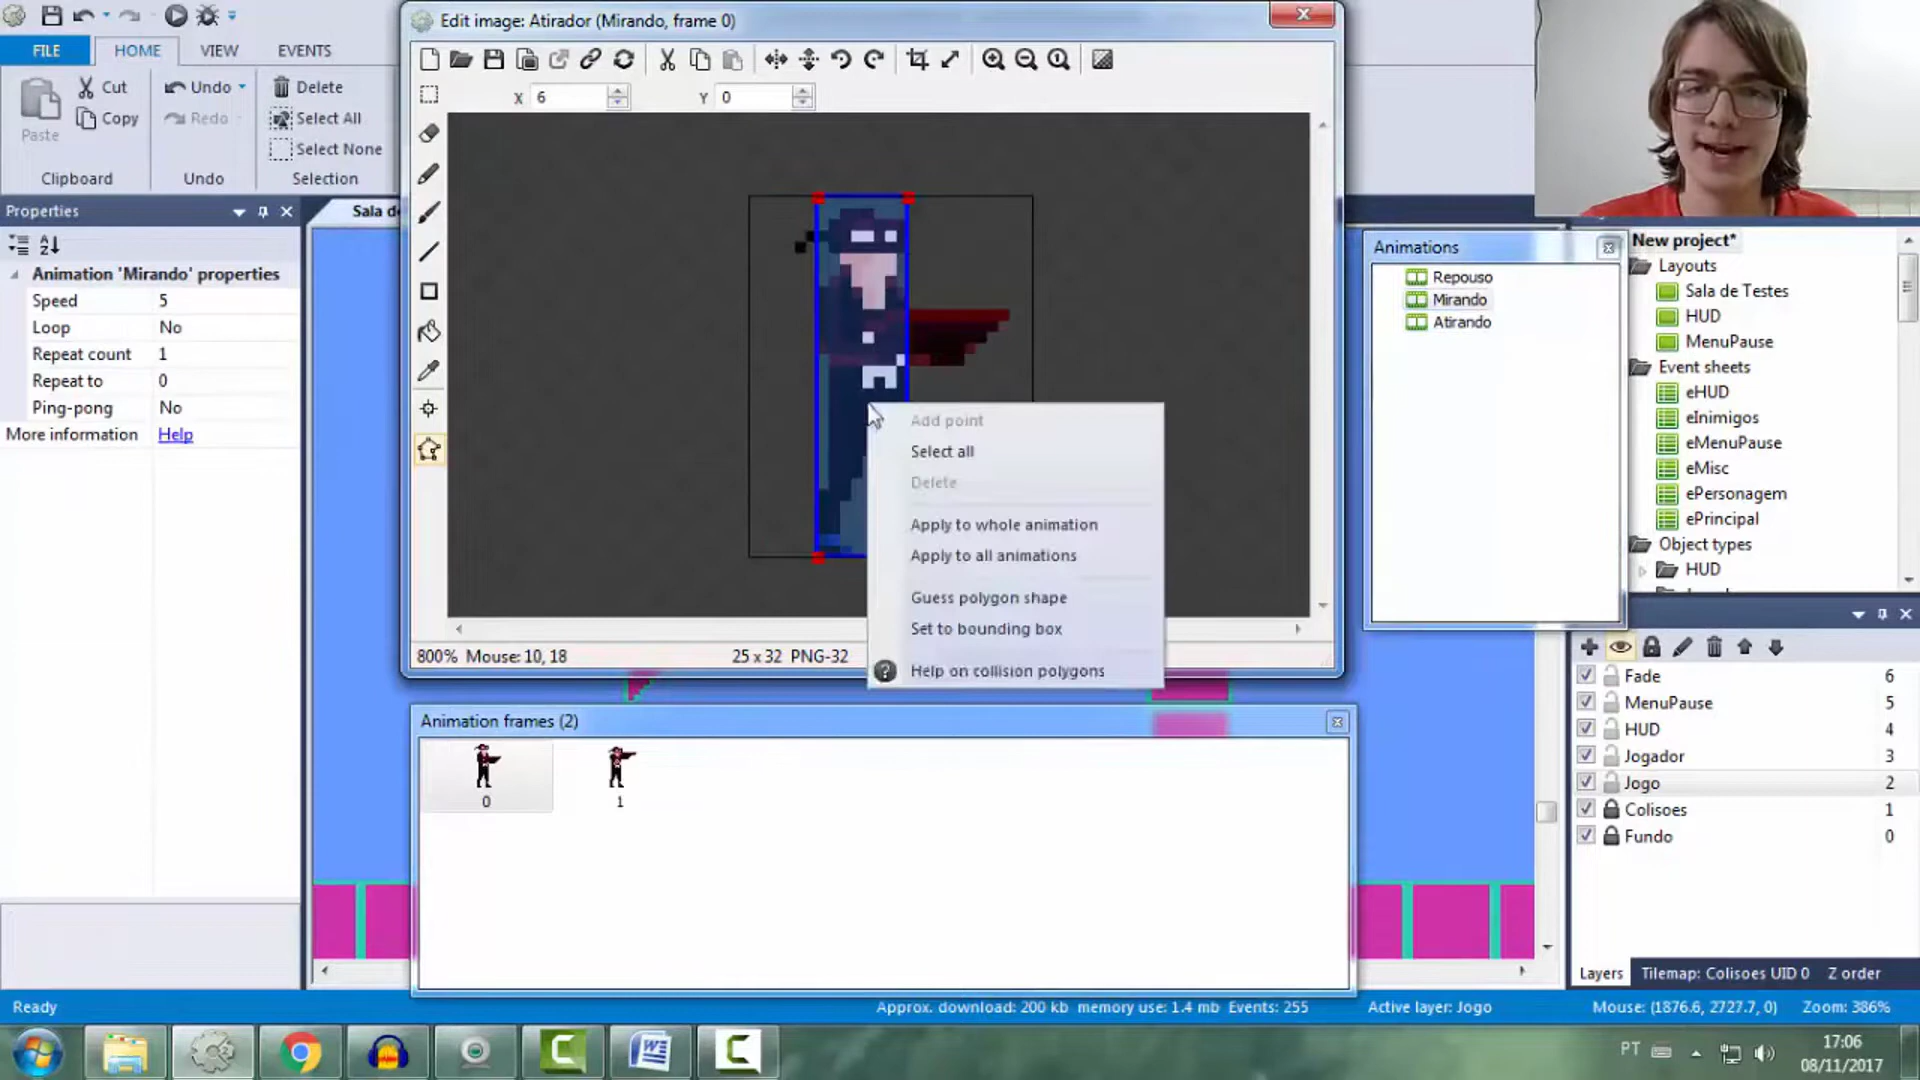 Edit image: Atirador (Mirando, frame 0)
FILE
HOME
VIEW
EVENTS
Paste
Cut
Copy
Clipboard
Undo
Redo
Undo
Delete
Select All
Select None
Selection
X 6
Y 0
Properties
Sala de
Animation 'Mirando' properties
Speed 5
Loop No
Repeat count 1
Repeat to 0
Ping-pong No
More information Help
Add point
Select all
Delete
Apply to whole animation
Apply to all animations
Guess polygon shape
Set to bounding box
? Help on collision polygons
800% Mouse: 10, 18
25 x 32 PNG-32
Animation frames (2)
0
1
Animations
Repouso
Mirando
Atirando
New project*
Layouts
Sala de Testes
HUD
MenuPause
Event sheets
eHUD
eInimigos
eMenuPause
eMisc
ePersonagem
ePrincipal
Object types
HUD
Fade 6
MenuPause 5
HUD 4
Jogador 3
Jogo 2
Colisoes 1
Fundo 0
Layers
Tilemap: Colisoes UID 0
Z order
Ready
Approx. download: 200 kb memory use: 1.4 mb Events: 255
Active layer: Jogo
Mouse: (1876.6, 2727.7, 0)
Zoom: 386%
PT
17:06
08/11/2017